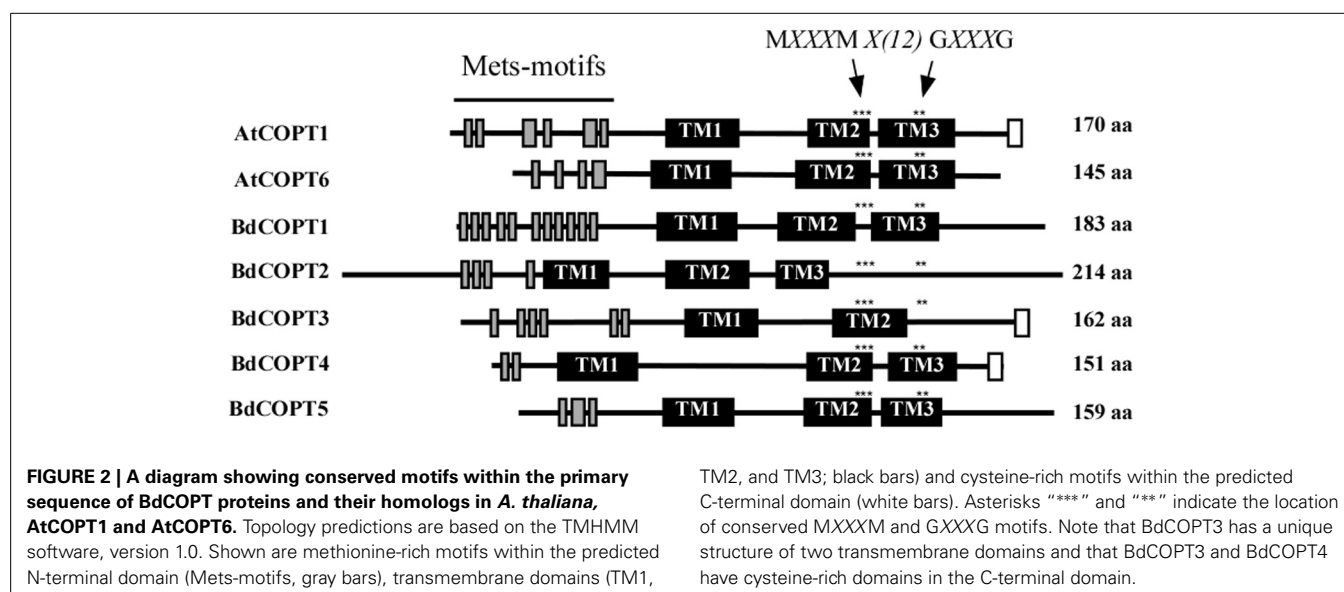 MXXXM X(12) GXXXG
Mets-motifs
AtCOPT1 TM1 TM2 *** TM3 ** 170 aa
AtCOPT6 TM1 TM2 *** TM3 ** 145 aa
BdCOPT1 TM1 TM2 *** TM3 ** 183 aa
BdCOPT2 TM1 TM2 TM3 *** ** 214 aa
BdCOPT3 TM1 TM2 *** ** 162 aa
BdCOPT4 TM1 TM2 *** TM3 ** 151 aa
BdCOPT5 TM1 TM2 *** TM3 ** 159 aa
FIGURE 2 | A diagram showing conserved motifs within the primary
sequence of BdCOPT proteins and their homologs in A. thaliana,
AtCOPT1 and AtCOPT6. Topology predictions are based on the TMHMM
software, version 1.0. Shown are methionine-rich motifs within the predicted
N-terminal domain (Mets-motifs, gray bars), transmembrane domains (TM1,
TM2, and TM3; black bars) and cysteine-rich motifs within the predicted
C-terminal domain (white bars). Asterisks "***" and "**" indicate the location
of conserved MXXXM and GXXXG motifs. Note that BdCOPT3 has a unique
structure of two transmembrane domains and that BdCOPT3 and BdCOPT4
have cysteine-rich domains in the C-terminal domain.